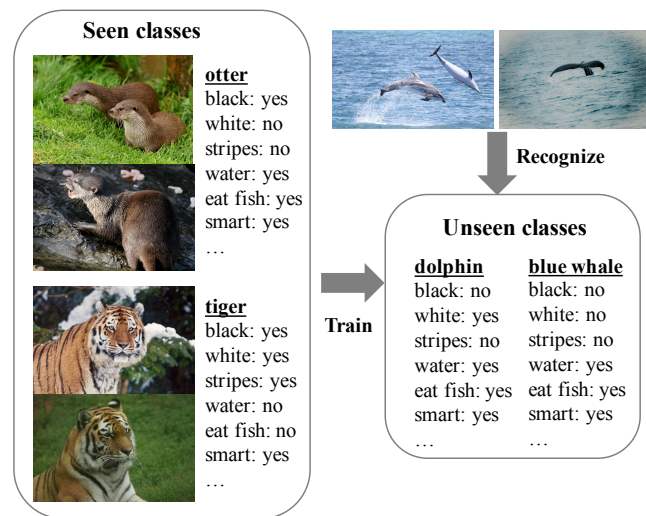 Seen classes
otter
black: yes
white: no
stripes: no
water: yes
eat fish: yes
smart: yes
…
tiger
black: yes
white: yes
stripes: yes
water: no
eat fish: no
smart: yes
…
Train
Recognize
Unseen classes
dolphin
black: no
white: yes
stripes: no
water: yes
eat fish: yes
smart: yes
…
blue whale
black: no
white: no
stripes: no
water: yes
eat fish: yes
smart: yes
…